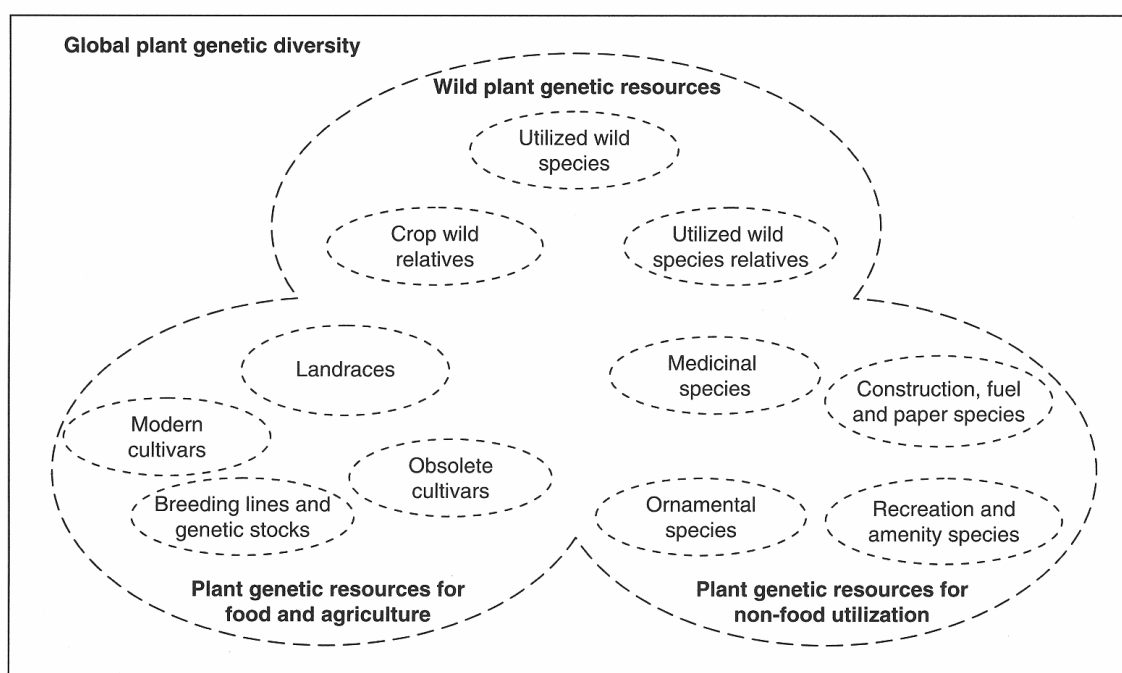 Global plant genetic diversity
Wild plant genetic resources
Utilized wild
species
Crop wild
relatives
Utilized wild
species relatives
Landraces
Medicinal
species
Construction, fuel
and paper species
Modern
cultivars
Obsolete
cultivars
Breeding lines and
genetic stocks
Ornamental
species
Recreation and
amenity species
Plant genetic resources for
food and agriculture
Plant genetic resources for
non-food utilization